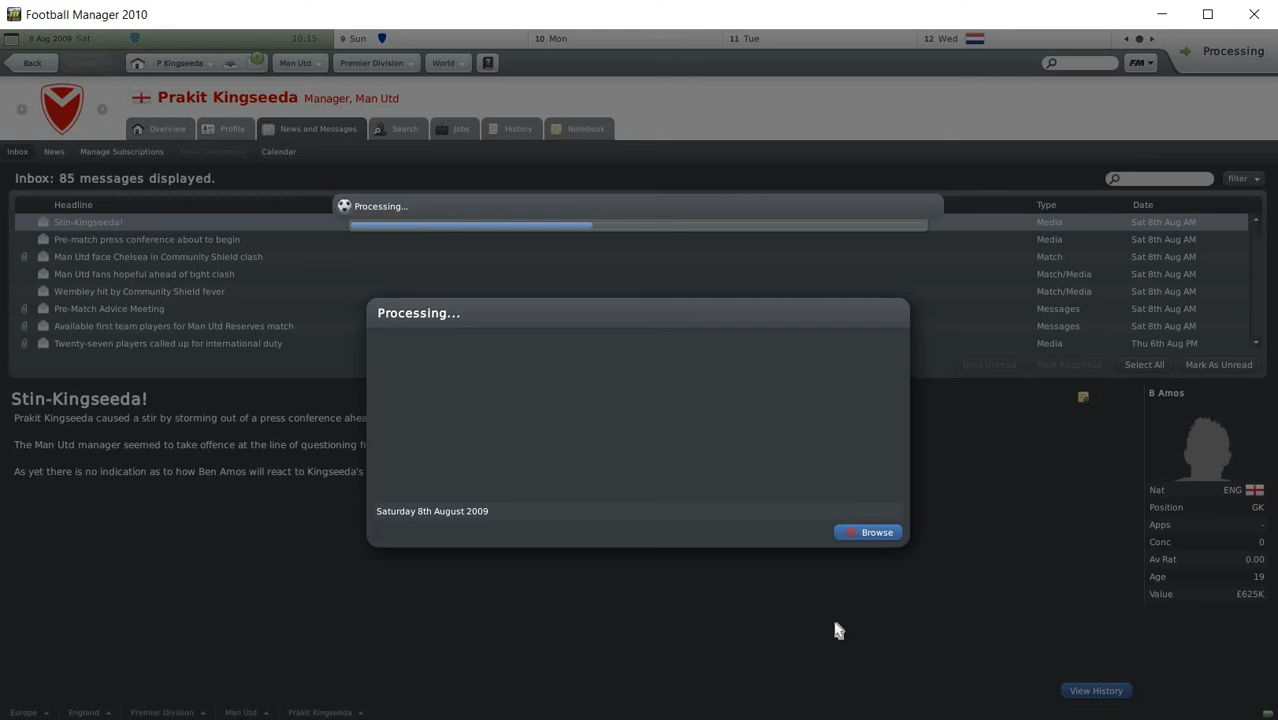 Football Manager 2010
8 Aug 2009 Sat 10:15 9 Sun 10 Mon 11 Tue 12 Wed
Back P Kingseeda Man Utd Premier Division World ? FM Processing
Prakit Kingseeda Manager, Man Utd
Overview Profile News and Messages Search Jobs History Notebook
Inbox News Manage Subscriptions Calendar
Inbox: 85 messages displayed. Filter
Headline Processing... Type Date
Stin-Kingseeda! Media Sat 8th Aug AM
Pre-match press conference about to begin Media Sat 8th Aug AM
Man Utd face Chelsea in Community Shield clash Match Sat 8th Aug AM
Man Utd fans hopeful ahead of tight clash Match/Media Sat 8th Aug AM
Wembley hit by Community Shield fever Match/Media Sat 8th Aug AM
Pre-Match Advice Meeting Messages Sat 8th Aug AM
Available first team players for Man Utd Reserves match Messages Sat 8th Aug AM
Twenty-seven players called up for international duty Media Thu 6th Aug PM
Next Unread Next Response Select All Mark As Unread
Processing...
Saturday 8th August 2009
Browse
Stin-Kingseeda!
Prakit Kingseeda caused a stir by storming out of a press conference ahea
The Man Utd manager seemed to take offence at the line of questioning fr
As yet there is no indication as to how Ben Amos will react to Kingseeda's
B Amos
Nat ENG
Position GK
Apps -
Conc 0
Av Rat 0.00
Age 19
Value £625K
View History
Europe England Premier Division Man Utd Prakit Kingseeda